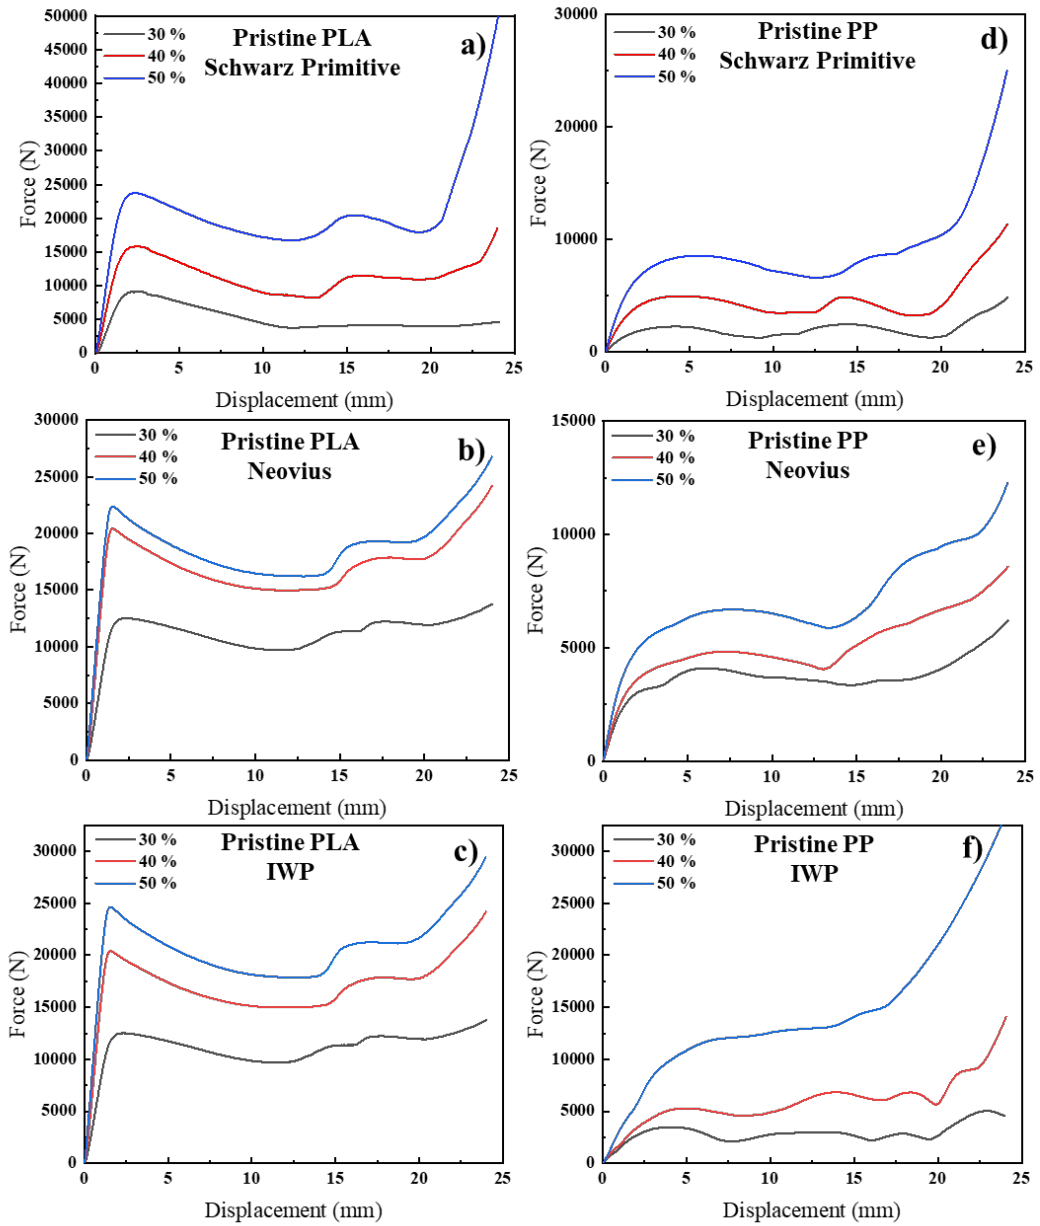 30 %
40 %
50 %
Pristine PLA
Schwarz Primitive
a)
50000
45000
40000
35000
30000
25000
20000
15000
10000
5000
0
Force (N)
0 5 10 15 20 25
Displacement (mm)
30 %
40 %
50 %
Pristine PP
Schwarz Primitive
d)
30000
20000
10000
0
Force (N)
0 5 10 15 20 25
Displacement (mm)
30 %
40 %
50 %
Pristine PLA
Neovius
b)
30000
25000
20000
15000
10000
5000
0
Force (N)
0 5 10 15 20 25
Displacement (mm)
30 %
40 %
50 %
Pristine PP
Neovius
e)
15000
10000
5000
0
Force (N)
0 5 10 15 20 25
Displacement (mm)
30 %
40 %
50 %
Pristine PLA
IWP
c)
30000
25000
20000
15000
10000
5000
0
Force (N)
0 5 10 15 20 25
Displacement (mm)
30 %
40 %
50 %
Pristine PP
IWP
f)
30000
25000
20000
15000
10000
5000
0
Force (N)
0 5 10 15 20 25
Displacement (mm)